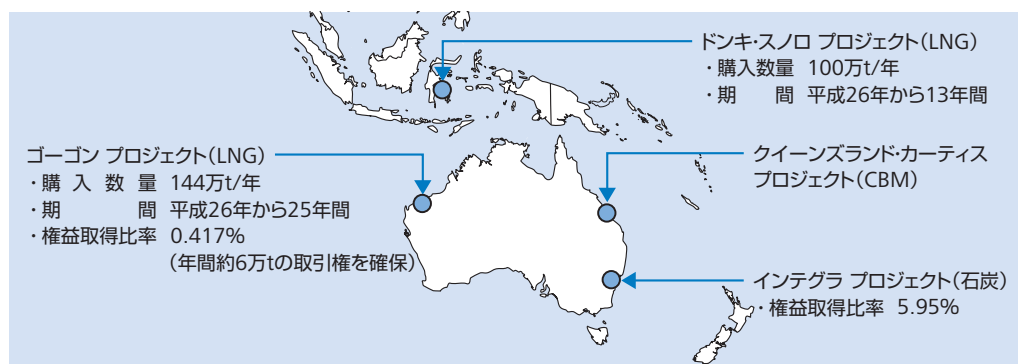 ドンキ・スノロ プロジェクト(LNG)
・購入数量 100万t/年
・期　　間 平成26年から13年間
ゴーゴン プロジェクト(LNG)
・購入数量 144万t/年
・期　　間 平成26年から25年間
・権益取得比率 0.417%
(年間約6万tの取引権を確保)
クイーンズランド・カーティス
プロジェクト(CBM)
インテグラ プロジェクト(石炭)
・権益取得比率 5.95%